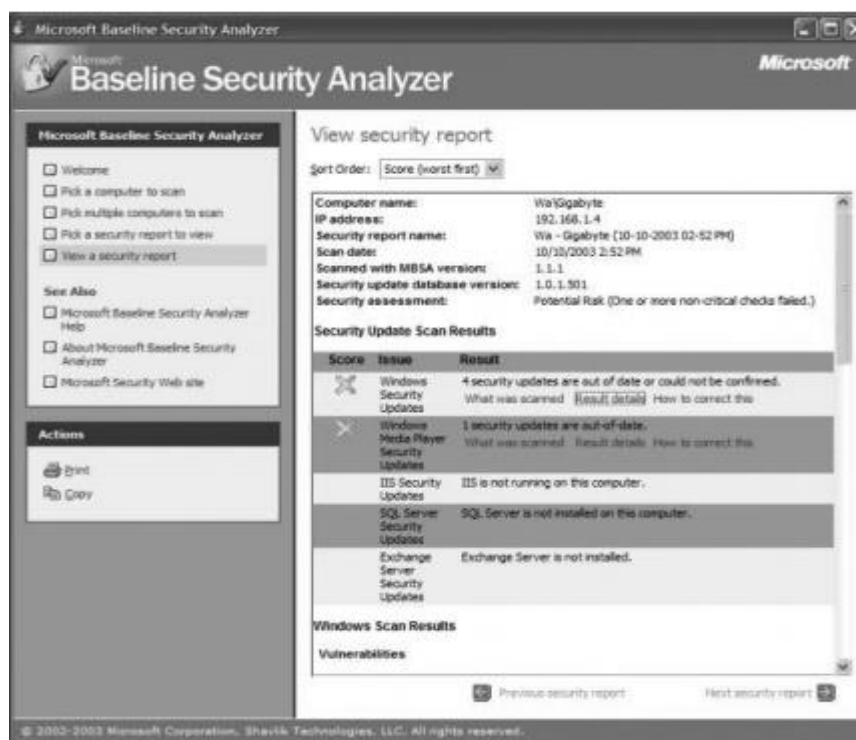 Microsoft Baseline Security Analyzer
Microsoft
Baseline Security Analyzer
Microsoft
Microsoft Baseline Security Analyzer
Welcome
Pick a computer to scan
Pick multiple computers to scan
Pick a security report to view
View a security report
See Also
Microsoft Baseline Security Analyzer
Help
About Microsoft Baseline Security
Analyzer
Microsoft Security Web site
Actions
Print
Copy
View security report
Sort Order: Score (worst first)
Computer name: Wa\Gigabyte
IP address: 192.168.1.4
Security report name: Wa - Gigabyte (10-10-2003 02-52 PM)
Scan date: 10/10/2003 2:52 PM
Scanned with MBSA version: 1.1.1
Security update database version: 1.0.1.501
Security assessment: Potential Risk (One or more non-critical checks failed.)
Security Update Scan Results
Score Issue Result
Windows Security Updates 4 security updates are out of date or could not be confirmed.
What was scanned Result details How to correct this
Windows Media Player Security Updates 1 security updates are out-of-date.
What was scanned Result details How to correct this
IIS Security Updates IIS is not running on this computer.
SQL Server Security Updates SQL Server is not installed on this computer.
Exchange Server Security Updates Exchange Server is not installed.
Windows Scan Results
Vulnerabilities
Previous security report Next security report
© 2002-2003 Microsoft Corporation, Shavlik Technologies, LLC. All rights reserved.